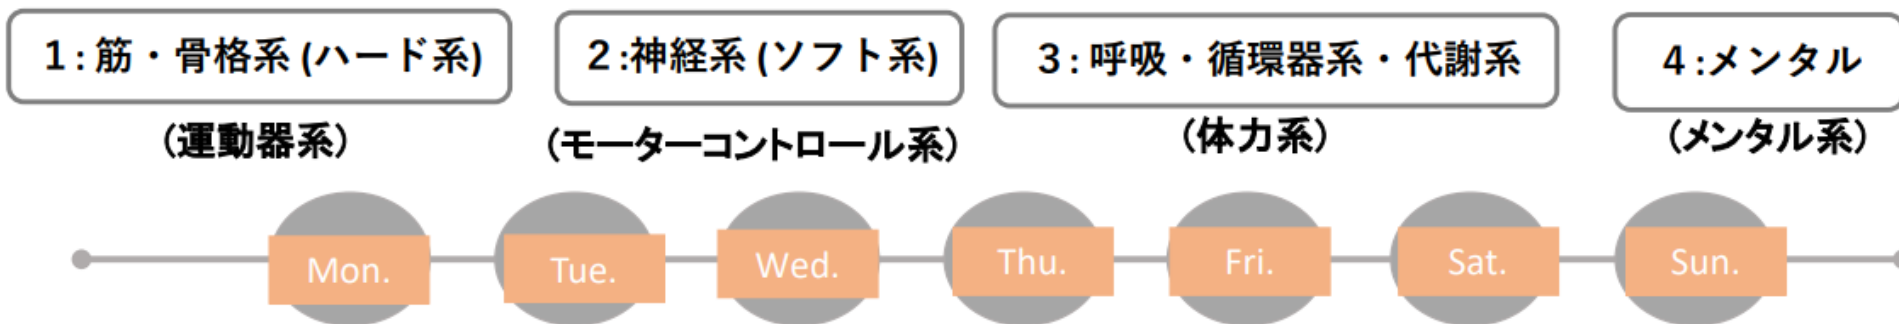 1：筋・骨格系 (ハード系)
2:神経系 (ソフト系)
3：呼吸・循環器系・代謝系
4:メンタル
(運動器系)
(モーターコントロール系)
(体力系)
(メンタル系)
Mon.
Tue.
Wed.
Thu.
Fri.
Sat.
Sun.